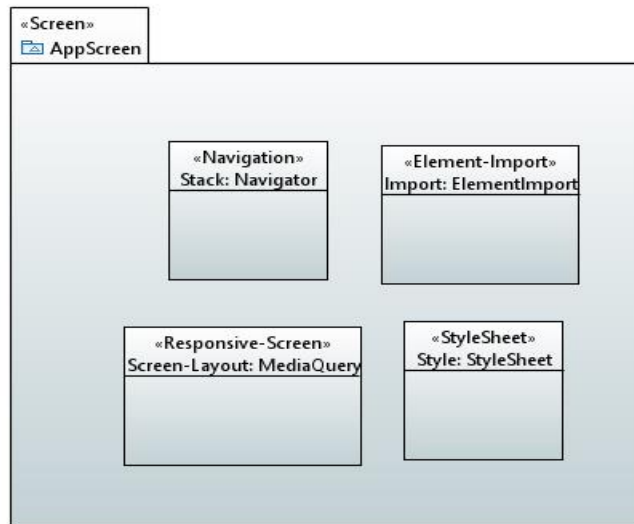 «Screen»
AppScreen
«Navigation»
Stack: Navigator
«Element-Import»
Import: ElementImport
«Responsive-Screen»
Screen-Layout: MediaQuery
«StyleSheet»
Style: StyleSheet